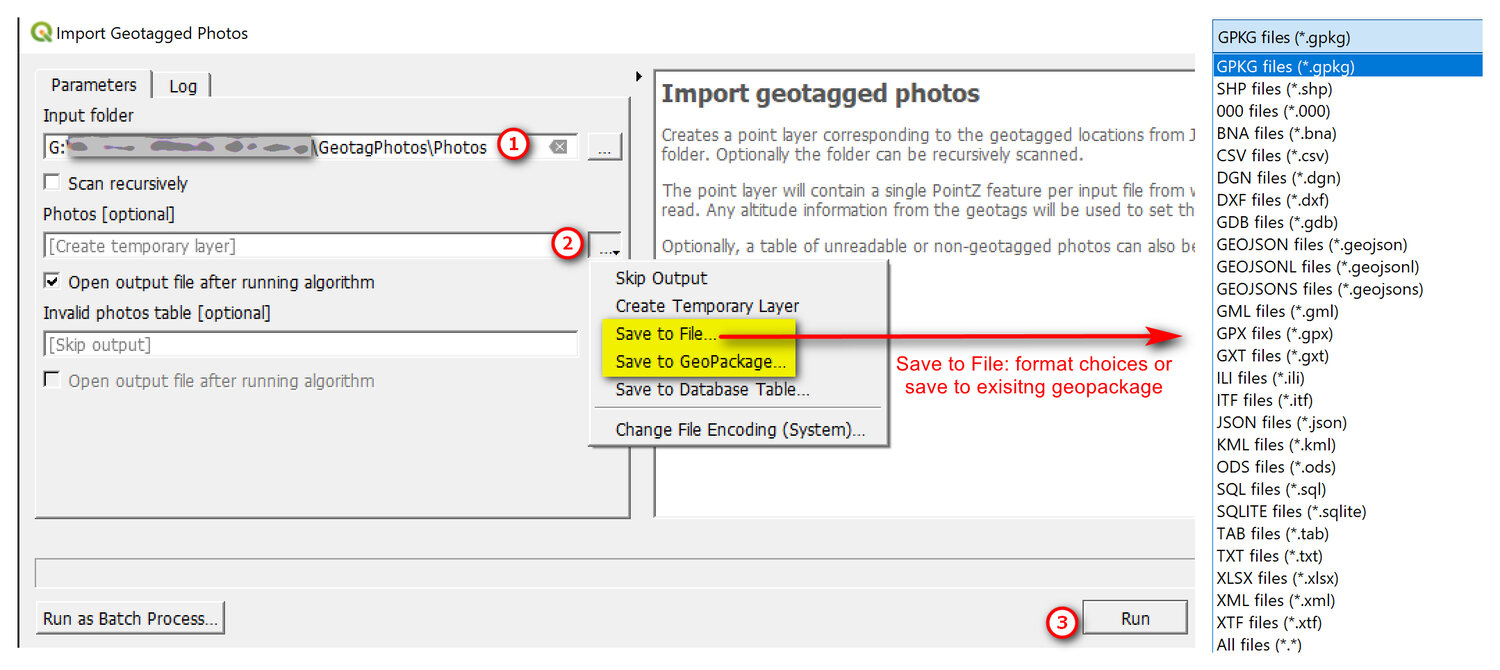 Import Geotagged Photos
Parameters
Log
Input folder
G:\
\GeotagPhotos\Photos
1
...
Scan recursively
Photos [optional]
[Create temporary layer]
2
...
Open output file after running algorithm
Invalid photos table [optional]
[Skip output]
Open output file after running algorithm
Skip Output
Create Temporary Layer
Save to File...
Save to GeoPackage...
Save to Database Table...
Change File Encoding (System)...
Import geotagged photos
Creates a point layer corresponding to the geotagged locations from J
folder. Optionally the folder can be recursively scanned.
The point layer will contain a single PointZ feature per input file from w
read. Any altitude information from the geotags will be used to set th
Optionally, a table of unreadable or non-geotagged photos can also be
Save to File: format choices or
save to exisitng geopackage
Run as Batch Process...
3
Run
GPKG files (*.gpkg)
GPKG files (*.gpkg)
SHP files (*.shp)
000 files (*.000)
BNA files (*.bna)
CSV files (*.csv)
DGN files (*.dgn)
DXF files (*.dxf)
GDB files (*.gdb)
GEOJSON files (*.geojson)
GEOJSONL files (*.geojsonl)
GEOJSONS files (*.geojsons)
GML files (*.gml)
GPX files (*.gpx)
GXT files (*.gxt)
ILI files (*.ili)
ITF files (*.itf)
JSON files (*.json)
KML files (*.kml)
ODS files (*.ods)
SQL files (*.sql)
SQLITE files (*.sqlite)
TAB files (*.tab)
TXT files (*.txt)
XLSX files (*.xlsx)
XML files (*.xml)
XTF files (*.xtf)
All files (*.*)